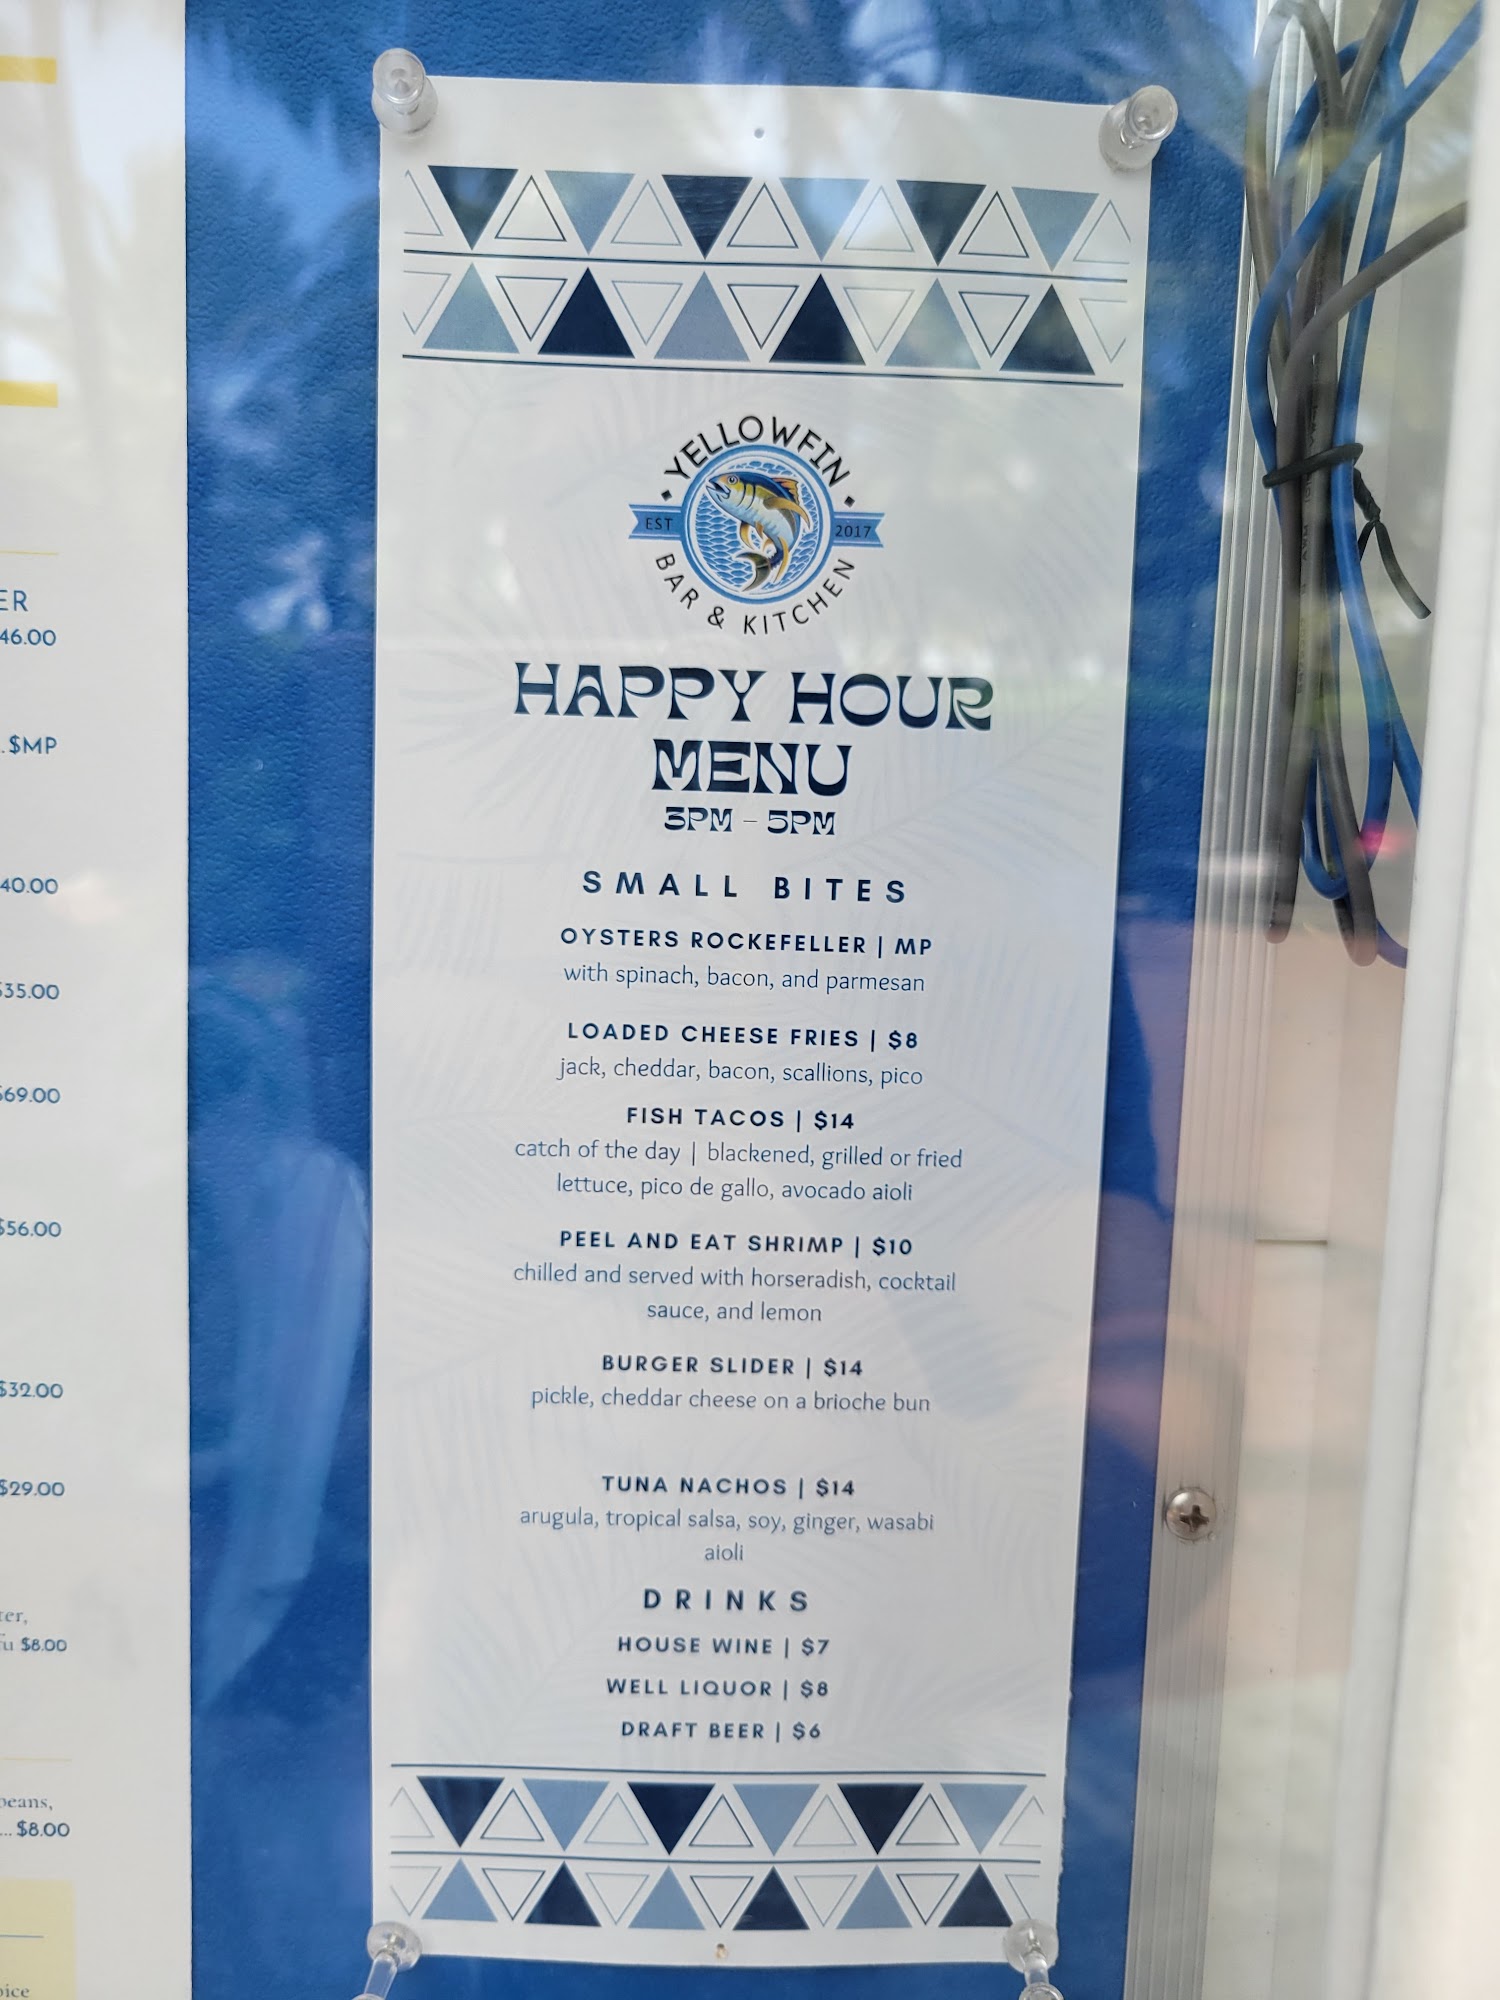 ER
46.00
. $MP
40.00
$35.00
$69.00
$56.00
$32.00
$29.00
$8.00
... $8.00
YELLOWFIN
EST 2017
BAR & KITCHEN
HAPPY HOUR
MENU
3PM – 5PM
SMALL BITES
OYSTERS ROCKEFELLER | MP
with spinach, bacon, and parmesan
LOADED CHEESE FRIES | $8
jack, cheddar, bacon, scallions, pico
FISH TACOS | $14
catch of the day | blackened, grilled or fried
lettuce, pico de gallo, avocado aioli
PEEL AND EAT SHRIMP | $10
chilled and served with horseradish, cocktail
sauce, and lemon
BURGER SLIDER | $14
pickle, cheddar cheese on a brioche bun
TUNA NACHOS | $14
arugula, tropical salsa, soy, ginger, wasabi
aioli
DRINKS
HOUSE WINE | $7
WELL LIQUOR | $8
DRAFT BEER | $6